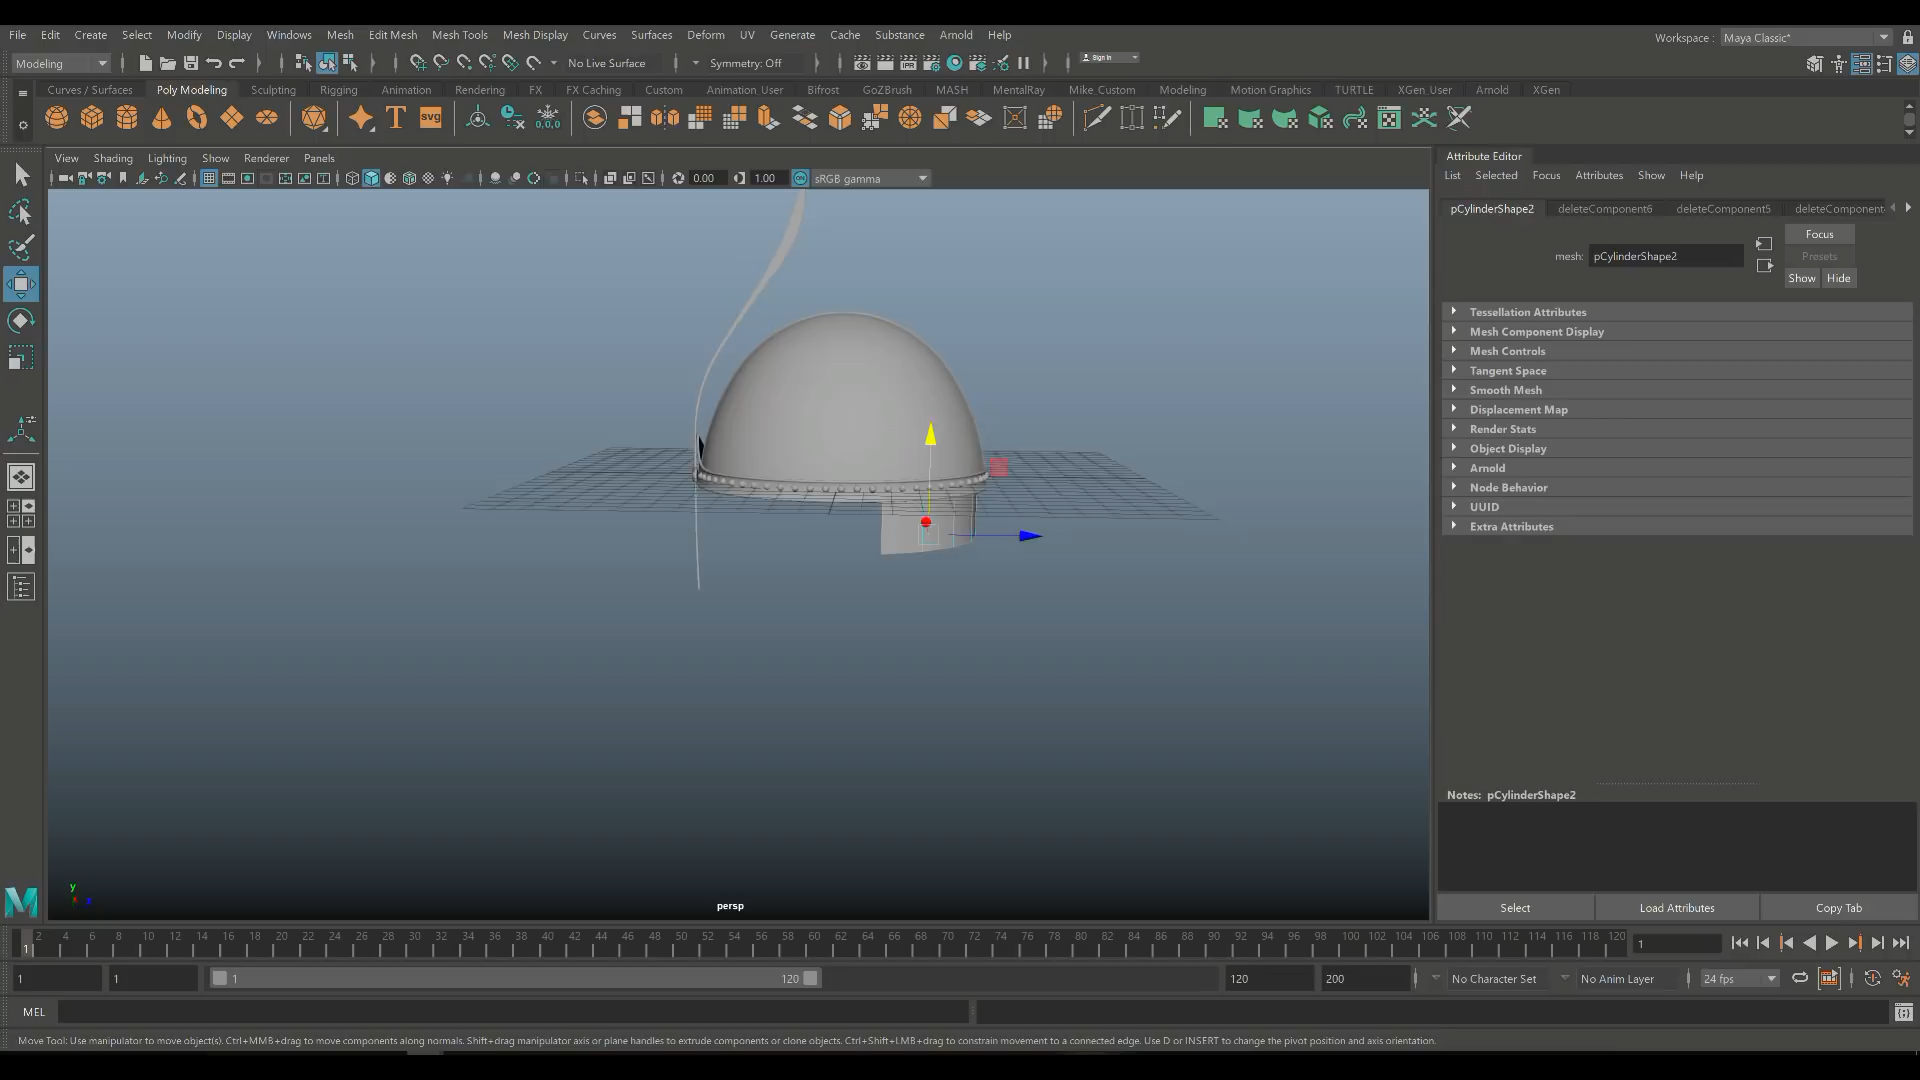 File Edit Create Select Modify Display Windows Mesh Edit Mesh Mesh Tools Mesh Display Curves Surfaces Deform UV Generate Cache Substance Arnold Help
Workspace : Maya Classic*
Modeling No Live Surface Symmetry: Off Sign In
Curves / Surfaces Poly Modeling Sculpting Rigging Animation Rendering FX FX Caching Custom Animation_User Bifrost GoZBrush MASH MentalRay Mike_Custom Modeling Motion Graphics TURTLE XGen_User Arnold XGen
T svg 0,0,0
View Shading Lighting Show Renderer Panels
0.00 1.00 ON sRGB gamma
Attribute Editor
List Selected Focus Attributes Show Help
pCylinderShape2 deleteComponent6 deleteComponent5 deleteComponent
Focus
mesh: pCylinderShape2 Presets
Show Hide
Tessellation Attributes
Mesh Component Display
Mesh Controls
Tangent Space
Smooth Mesh
Displacement Map
Render Stats
Object Display
Arnold
Node Behavior
UUID
Extra Attributes
Notes: pCylinderShape2
Select Load Attributes Copy Tab
y
persp
M
2 4 6 8 10 12 14 16 18 20 22 24 26 28 30 32 34 36 38 40 42 44 46 48 50 52 54 56 58 60 62 64 66 68 70 72 74 76 78 80 82 84 86 88 90 92 94 96 98 100 102 104 106 108 110 112 114 116 118 120
1 1
1 1 1 120 120 200 No Character Set No Anim Layer 24 fps
MEL
Move Tool: Use manipulator to move object(s). Ctrl+MMB+drag to move components along normals. Shift+drag manipulator axis or plane handles to extrude components or clone objects. Ctrl+Shift+LMB+drag to constrain movement to a connected edge. Use D or INSERT to change the pivot position and axis orientation.